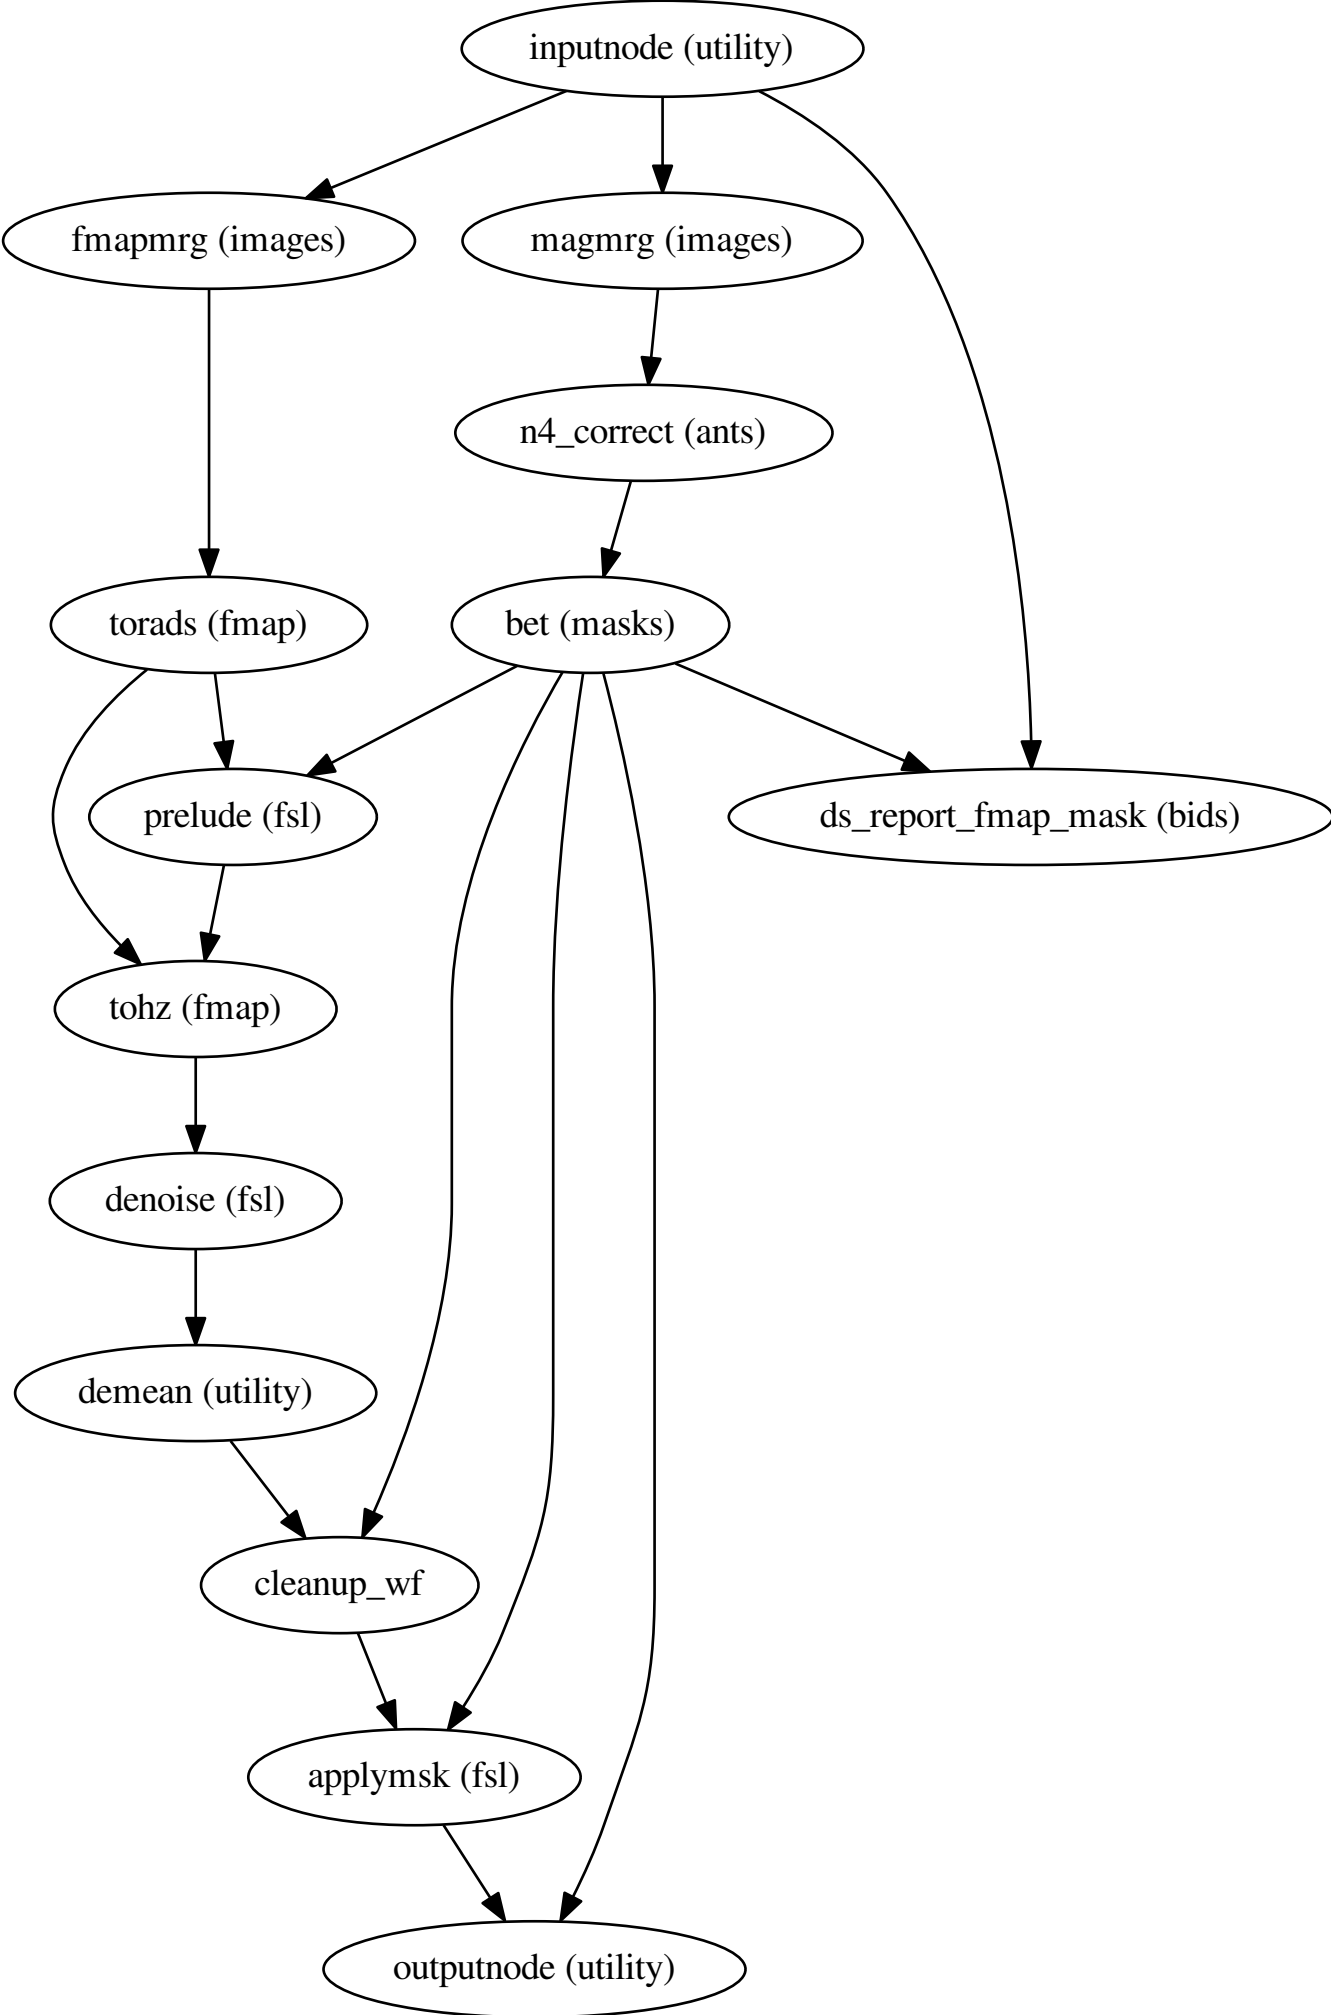 inputnode (utility)
fmapmrg (images)
magmrg (images)
n4_correct (ants)
torads (fmap)
bet (masks)
prelude (fsl)
ds_report_fmap_mask (bids)
tohz (fmap)
denoise (fsl)
demean (utility)
cleanup_wf
applymsk (fsl)
outputnode (utility)